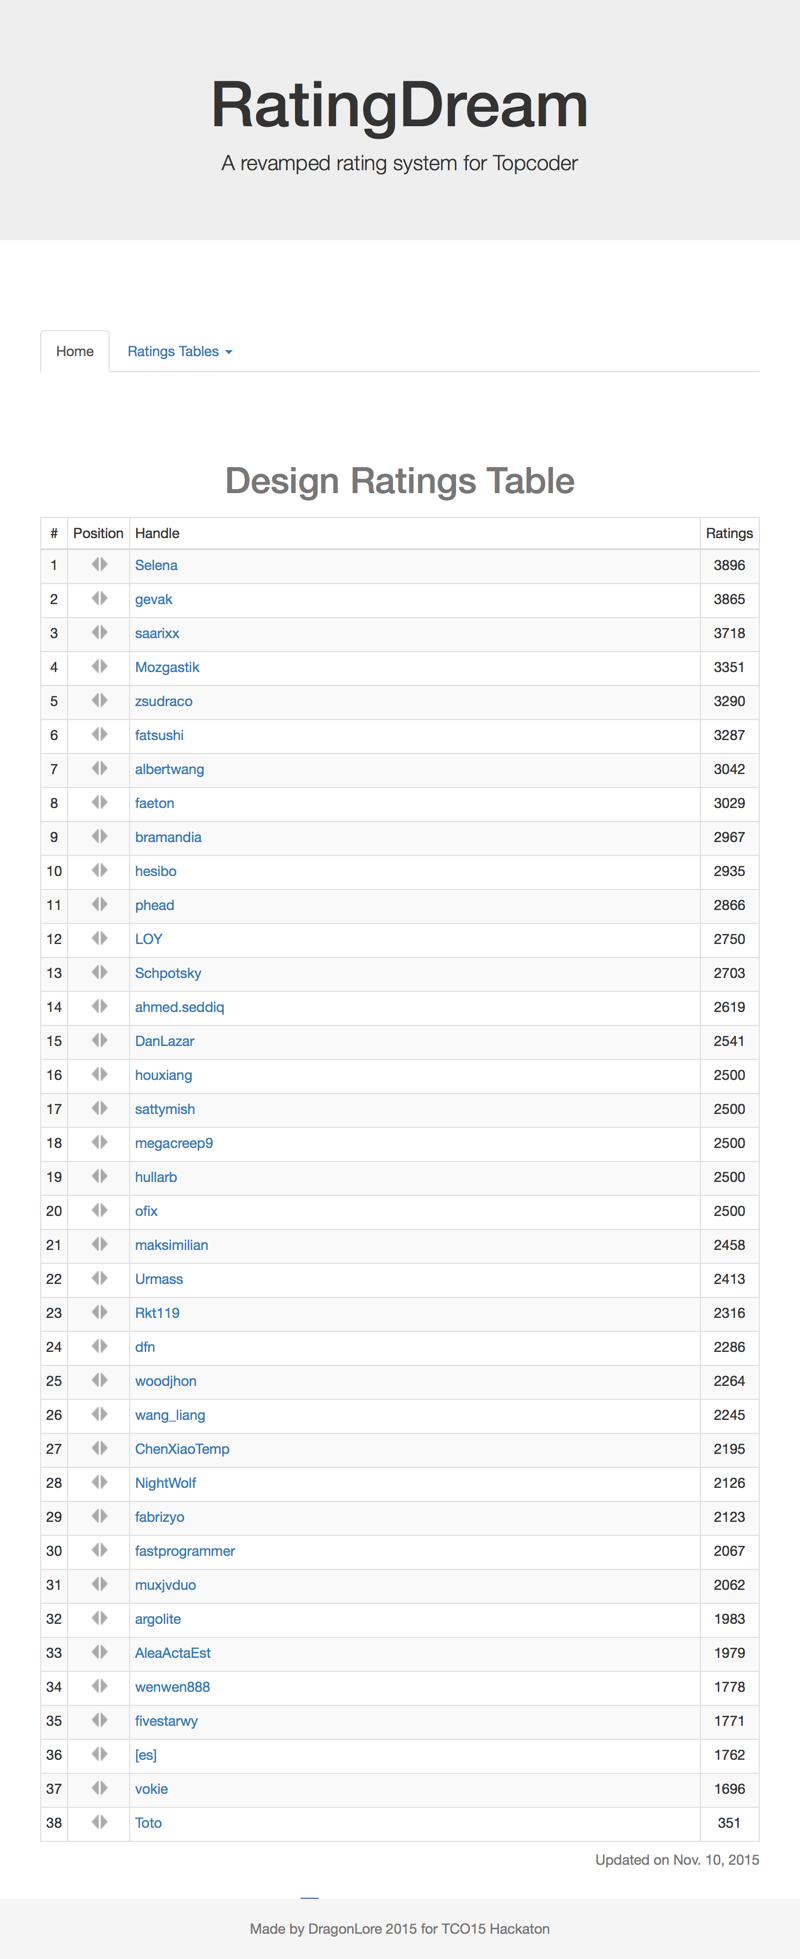 RatingDream
A revamped rating system for Topcoder
Home Ratings Tables
Design Ratings Table
# Position Handle Ratings
1 Selena 3896
2 gevak 3865
3 saarixx 3718
4 Mozgastik 3351
5 zsudraco 3290
6 fatsushi 3287
7 albertwang 3042
8 faeton 3029
9 bramandia 2967
10 hesibo 2935
11 phead 2866
12 LOY 2750
13 Schpotsky 2703
14 ahmed.seddiq 2619
15 DanLazar 2541
16 houxiang 2500
17 sattymish 2500
18 megacreep9 2500
19 hullarb 2500
20 ofix 2500
21 maksimilian 2458
22 Urmass 2413
23 Rkt119 2316
24 dfn 2286
25 woodjhon 2264
26 wang_liang 2245
27 ChenXiaoTemp 2195
28 NightWolf 2126
29 fabrizyo 2123
30 fastprogrammer 2067
31 muxjvduo 2062
32 argolite 1983
33 AleaActaEst 1979
34 wenwen888 1778
35 fivestarwy 1771
36 [es] 1762
37 vokie 1696
38 Toto 351
Updated on Nov. 10, 2015
Made by DragonLore 2015 for TCO15 Hackaton